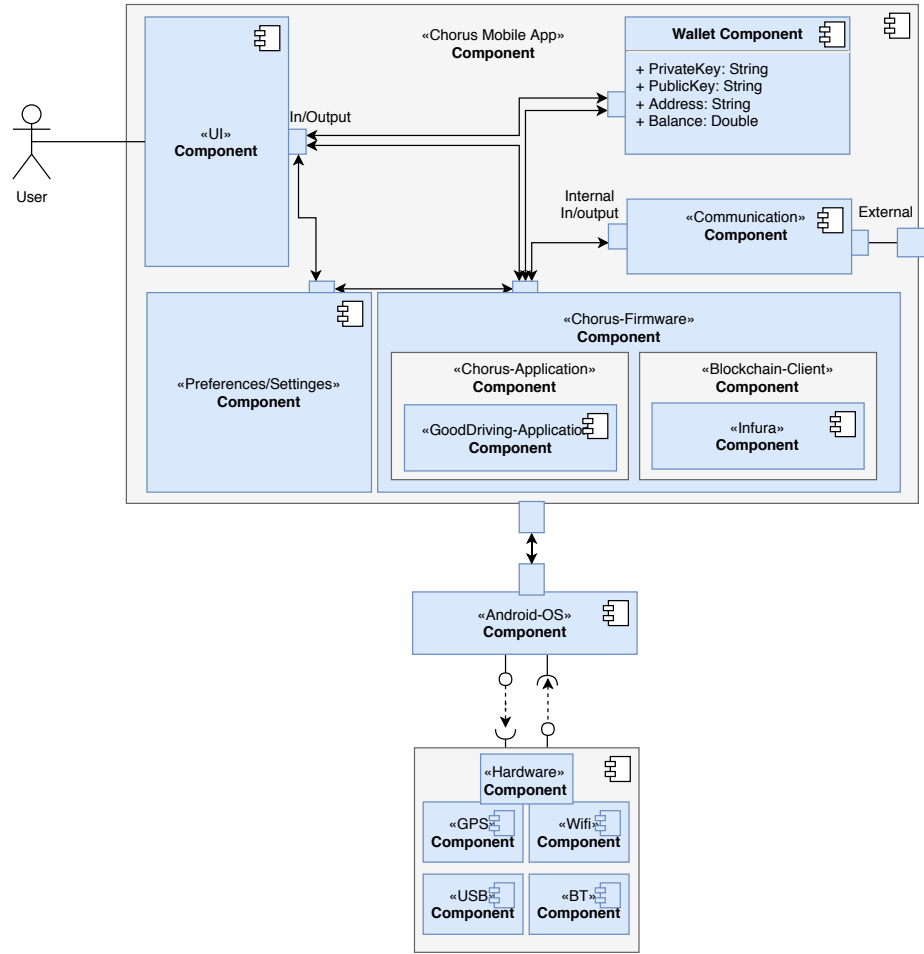 «Chorus Mobile App»
Component
Wallet Component
+ PrivateKey: String
+ PublicKey: String
+ Address: String
+ Balance: Double
«UI»
Component
In/Output
User
Internal
In/output
«Communication»
Component
External
«Preferences/Settinges»
Component
«Chorus-Firmware»
Component
«Chorus-Application»
Component
«GoodDriving-Application
Component
«Blockchain-Client»
Component
«Infura»
Component
«Android-OS»
Component
«Hardware»
Component
«GPS»
Component
«Wifi»
Component
«USB»
Component
«BT»
Component